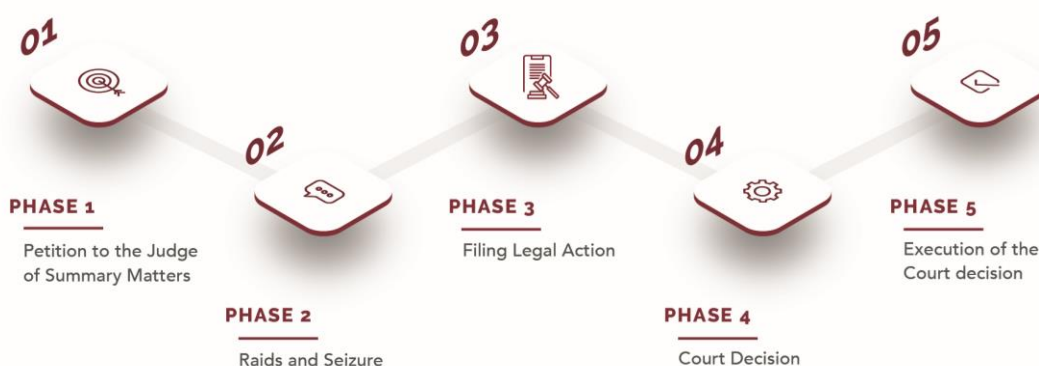 01
PHASE 1
Petition to the Judge
of Summary Matters
02
PHASE 2
Raids and Seizure
03
PHASE 3
Filing Legal Action
04
PHASE 4
Court Decision
05
PHASE 5
Execution of the
Court decision